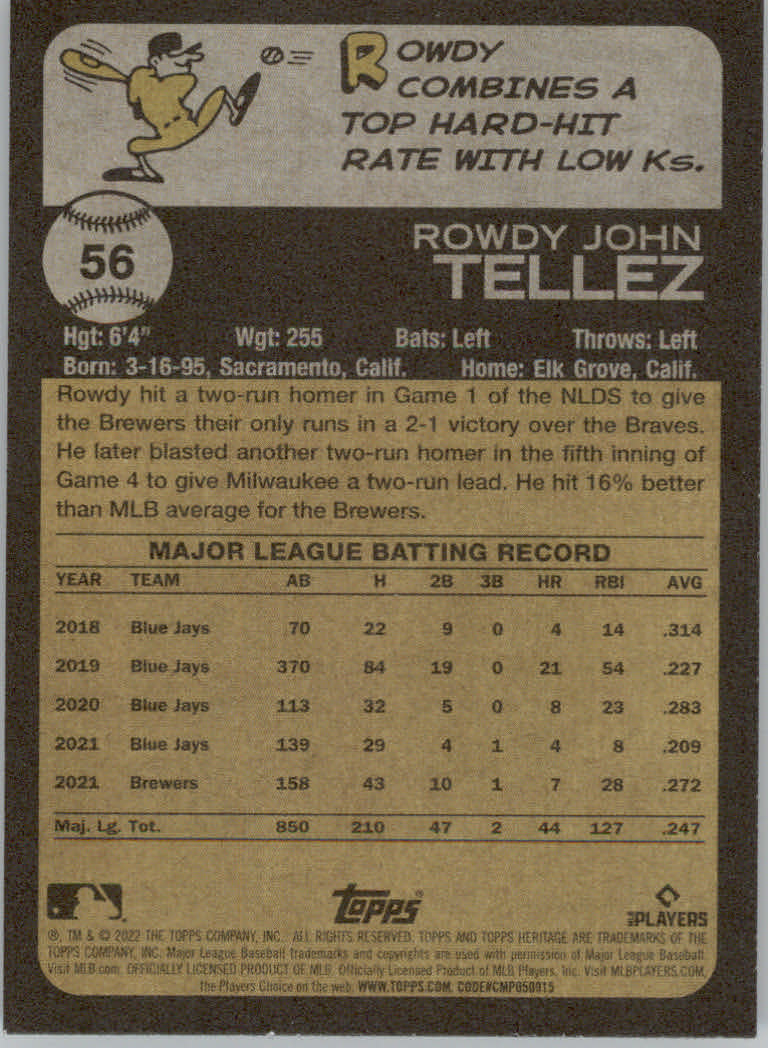 ROWDY
COMBINES A
TOP HARD-HIT
RATE WITH LOW Ks.
56
ROWDY JOHN
TELLEZ
Hgt: 6'4" Wgt: 255 Bats: Left Throws: Left
Born: 3-16-95, Sacramento, Calif. Home: Elk Grove, Calif.
Rowdy hit a two-run homer in Game 1 of the NLDS to give
the Brewers their only runs in a 2-1 victory over the Braves.
He later blasted another two-run homer in the fifth inning of
Game 4 to give Milwaukee a two-run lead. He hit 16% better
than MLB average for the Brewers.
MAJOR LEAGUE BATTING RECORD
YEAR TEAM AB H 2B 3B HR RBI AVG
2018 Blue Jays 70 22 9 0 4 14 .314
2019 Blue Jays 370 84 19 0 21 54 .227
2020 Blue Jays 113 32 5 0 8 23 .283
2021 Blue Jays 139 29 4 1 4 8 .209
2021 Brewers 158 43 10 1 7 28 .272
Maj. Lg. Tot. 850 210 47 2 44 127 .247
Topps®
MLB PLAYERS
®, TM & © 2022 THE TOPPS COMPANY, INC. ALL RIGHTS RESERVED. TOPPS AND TOPPS HERITAGE ARE TRADEMARKS OF THE
TOPPS COMPANY, INC. Major League Baseball trademarks and copyrights are used with permission of Major League Baseball.
Visit MLB.com. OFFICIALLY LICENSED PRODUCT OF MLB. Officially Licensed Product of MLB Players, Inc. Visit MLBPLAYERS.COM,
the Players Choice on the web. WWW.TOPPS.COM. CODE#CMP050915